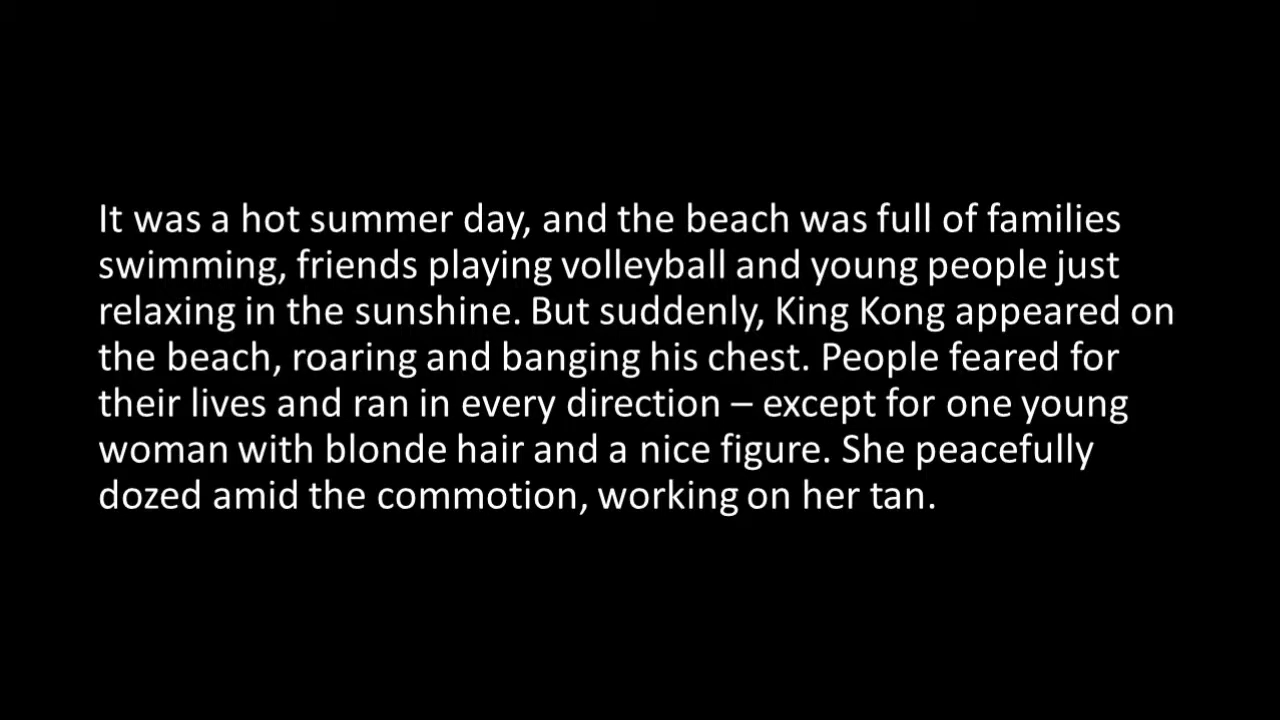 It was a hot summer day, and the beach was full of families
swimming, friends playing volleyball and young people just
relaxing in the sunshine. But suddenly, King Kong appeared on
the beach, roaring and banging his chest. People feared for
their lives and ran in every direction – except for one young
woman with blonde hair and a nice figure. She peacefully
dozed amid the commotion, working on her tan.